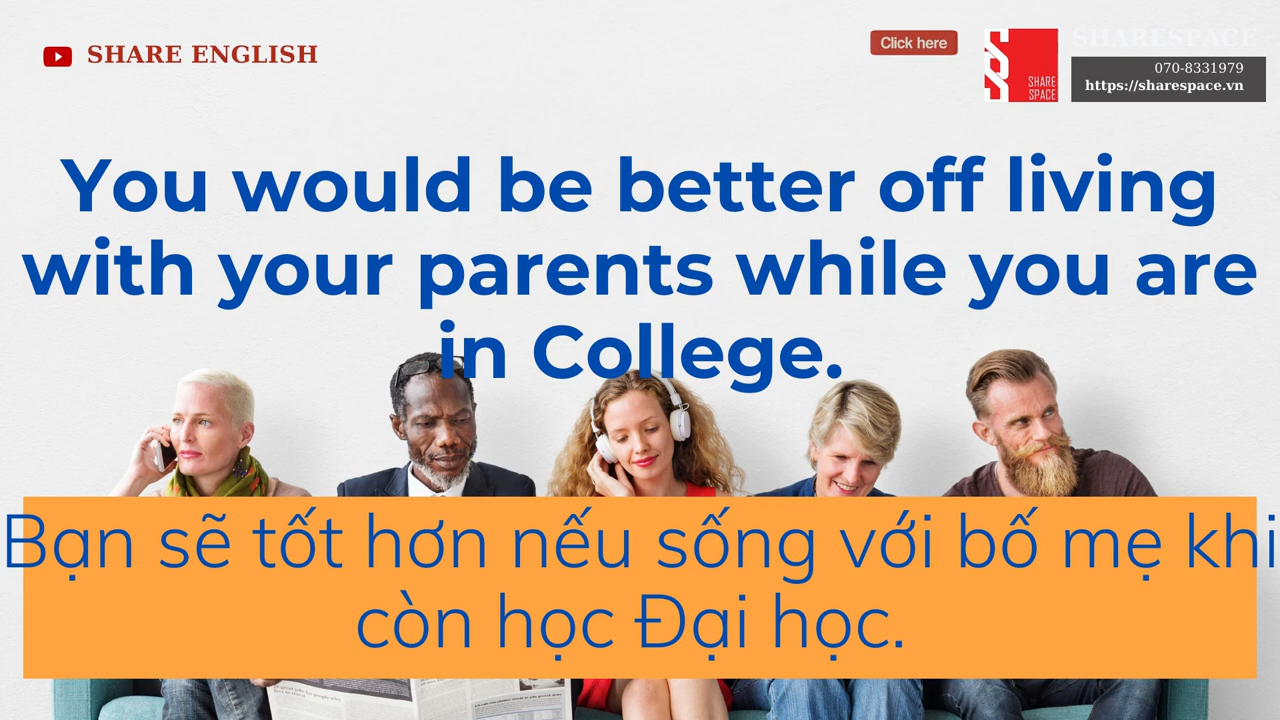 SHARE ENGLISH
Click here
SHARE
SPACE
SHARESPACE
070-8331979
https://sharespace.vn
You would be better off living
with your parents while you are
in College.
Bạn sẽ tốt hơn nếu sống với bố mẹ khi
còn học Đại học.